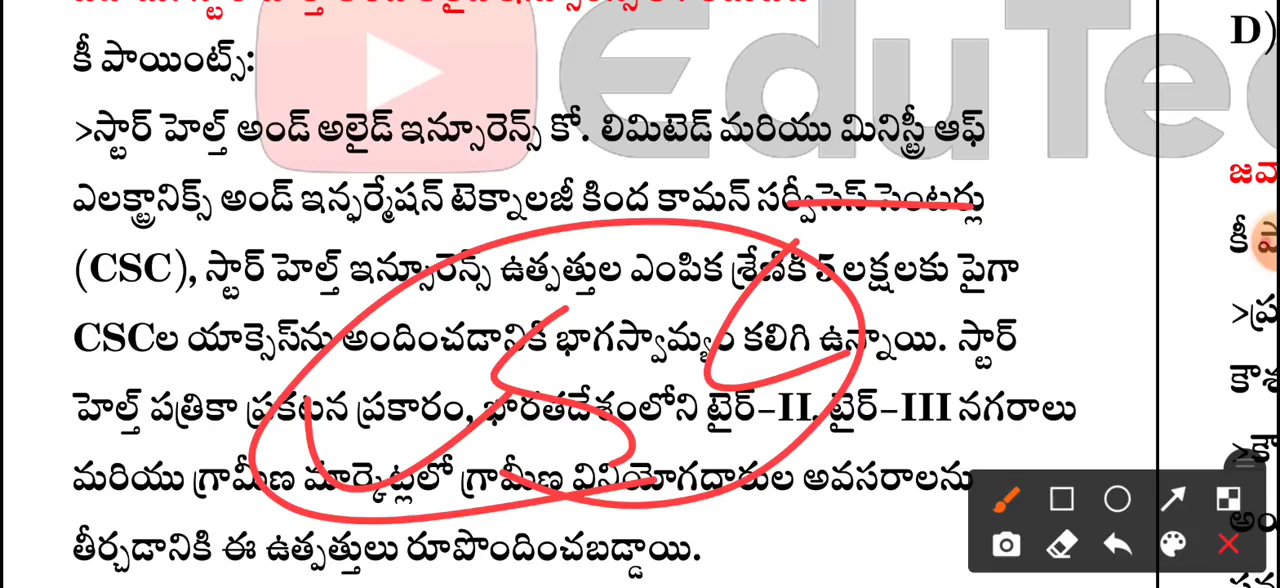 కీ పాయింట్స్:
>స్టార్ హెల్త్ అండ్ అలైడ్ ఇన్సూరెన్స్ కో. లిమిటెడ్ మరియు మినిస్ట్రీ ఆఫ్
ఎలక్ట్రానిక్స్ అండ్ ఇన్ఫర్మేషన్ టెక్నాలజీ కింద కామన్ సర్వీసెస్ సెంటర్లు
(CSC), స్టార్ హెల్త్ ఇన్సూరెన్స్ ఉత్పత్తుల ఎంపిక శ్రేణికి 5 లక్షలకు పైగా
CSCల యాక్సెస్‌ను అందించడానికి భాగస్వామ్యం కలిగి ఉన్నాయి. స్టార్
హెల్త్ పత్రికా ప్రకటన ప్రకారం, భారతదేశంలోని టైర్-II, టైర్-III నగరాలు
మరియు గ్రామీణ మార్కెట్లలో గ్రామీణ వినియోగదారుల అవసరాలను
తీర్చడానికి ఈ ఉత్పత్తులు రూపొందించబడ్డాయి.
EduTe
D)
కీ